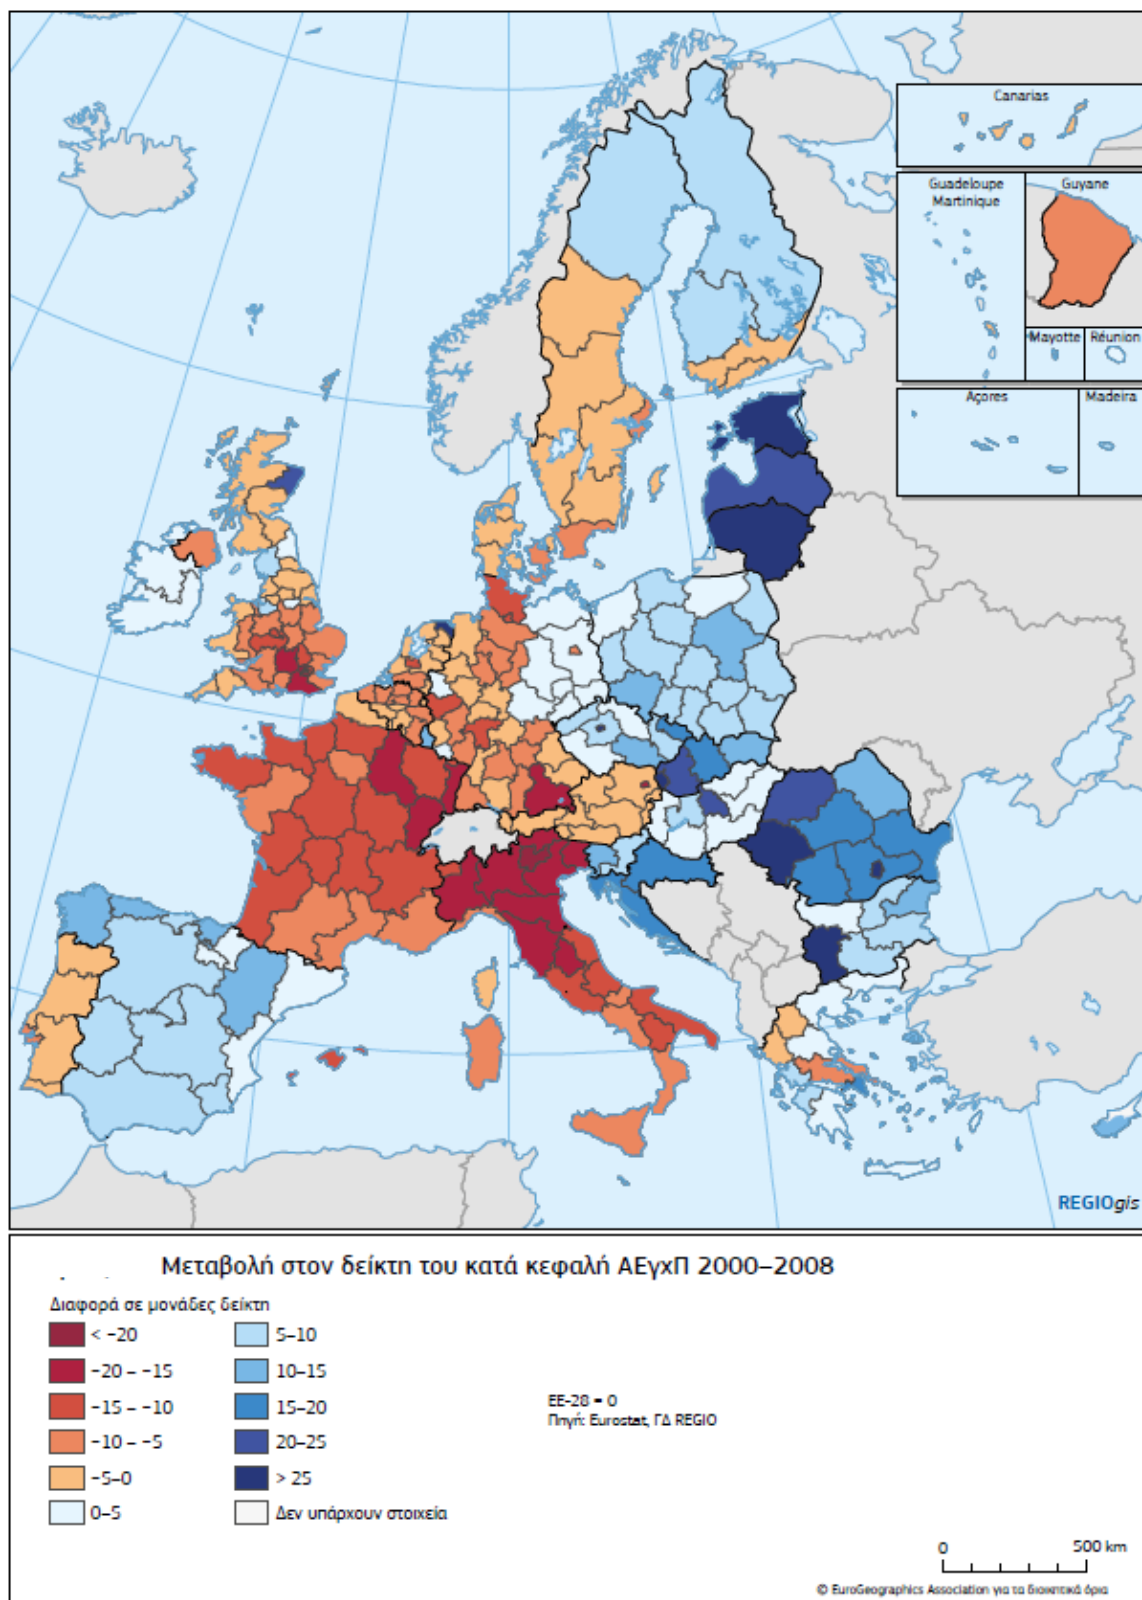 Canarias
Guadeloupe
Martinique
Guyane
Mayotte
Réunion
Açores
Madeira
REGIOgis
Μεταβολή στον δείκτη του κατά κεφαλή ΑΕγχΠ 2000–2008
Διαφορά σε μονάδες δείκτη
< −20
−20 – −15
−15 – −10
−10 – −5
−5–0
0–5
5–10
10–15
15–20
20–25
> 25
Δεν υπάρχουν στοιχεία
ΕΕ-28 = 0
Πηγή: Eurostat, ΓΔ REGIO
0 500 km
© EuroGeographics Association για τα διοικητικά όρια